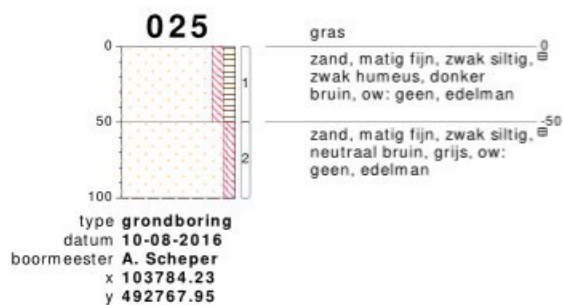 025
gras
0
0
zand, matig fijn, zwak siltig,
zwak humeus, donker
bruin, ow: geen, edelman
1
50
-50
zand, matig fijn, zwak siltig,
neutraal bruin, grijs, ow:
geen, edelman
2
100
type grondboring
datum 10-08-2016
boormeester A. Scheper
x 103784.23
y 492767.95